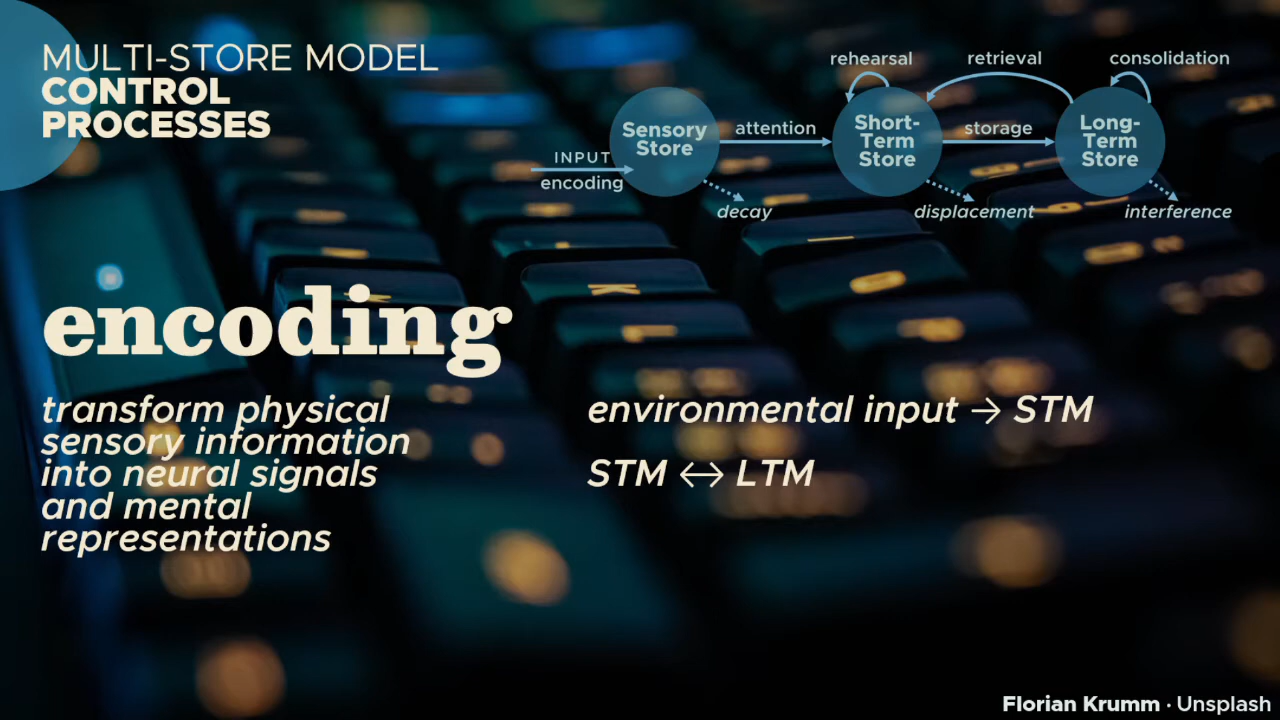 MULTI-STORE MODEL
CONTROL
PROCESSES
rehearsal
retrieval
consolidation
Sensory
Store
attention
Short-
Term
Store
storage
Long-
Term
Store
INPUT
encoding
decay
displacement
interference
encoding
transform physical
sensory information
into neural signals
and mental
representations
environmental input → STM
STM ↔ LTM
Florian Krumm · Unsplash